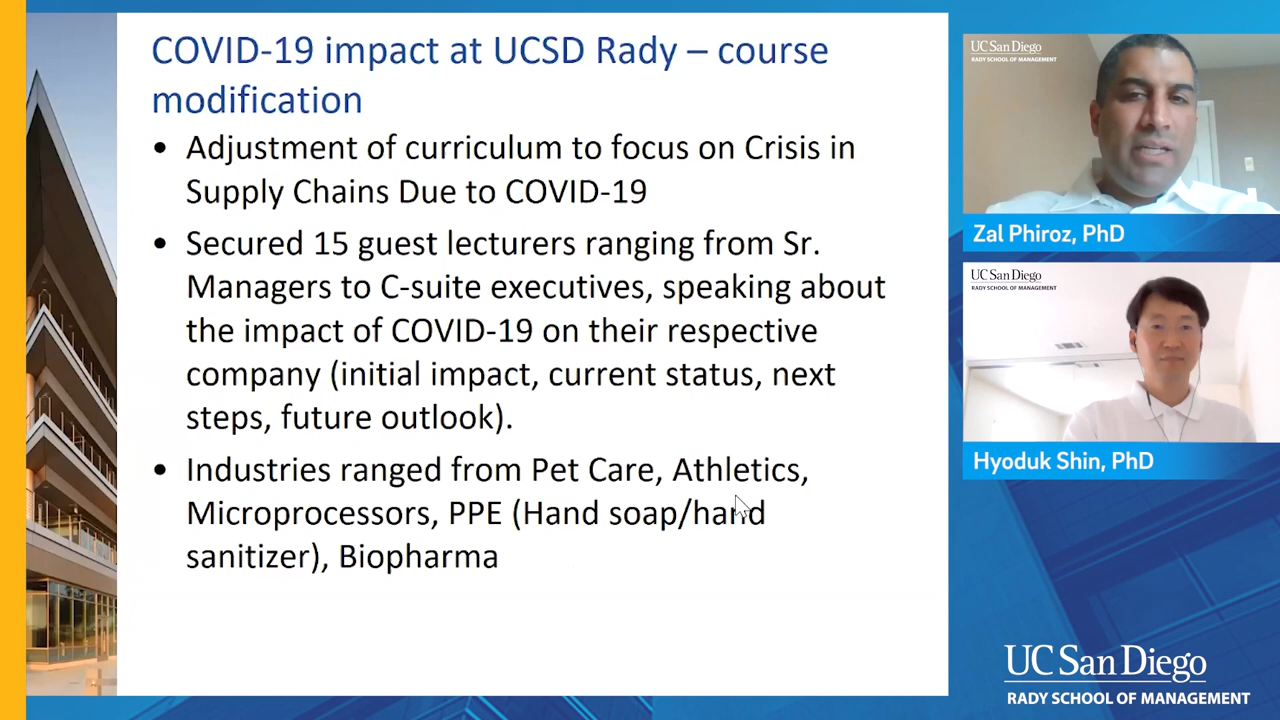 COVID-19 impact at UCSD Rady – course
modification
• Adjustment of curriculum to focus on Crisis in
Supply Chains Due to COVID-19
• Secured 15 guest lecturers ranging from Sr.
Managers to C-suite executives, speaking about
the impact of COVID-19 on their respective
company (initial impact, current status, next
steps, future outlook).
• Industries ranged from Pet Care, Athletics,
Microprocessors, PPE (Hand soap/hand
sanitizer), Biopharma
UC San Diego
RADY SCHOOL OF MANAGEMENT
Zal Phiroz, PhD
UC San Diego
RADY SCHOOL OF MANAGEMENT
Hyoduk Shin, PhD
UC San Diego
RADY SCHOOL OF MANAGEMENT